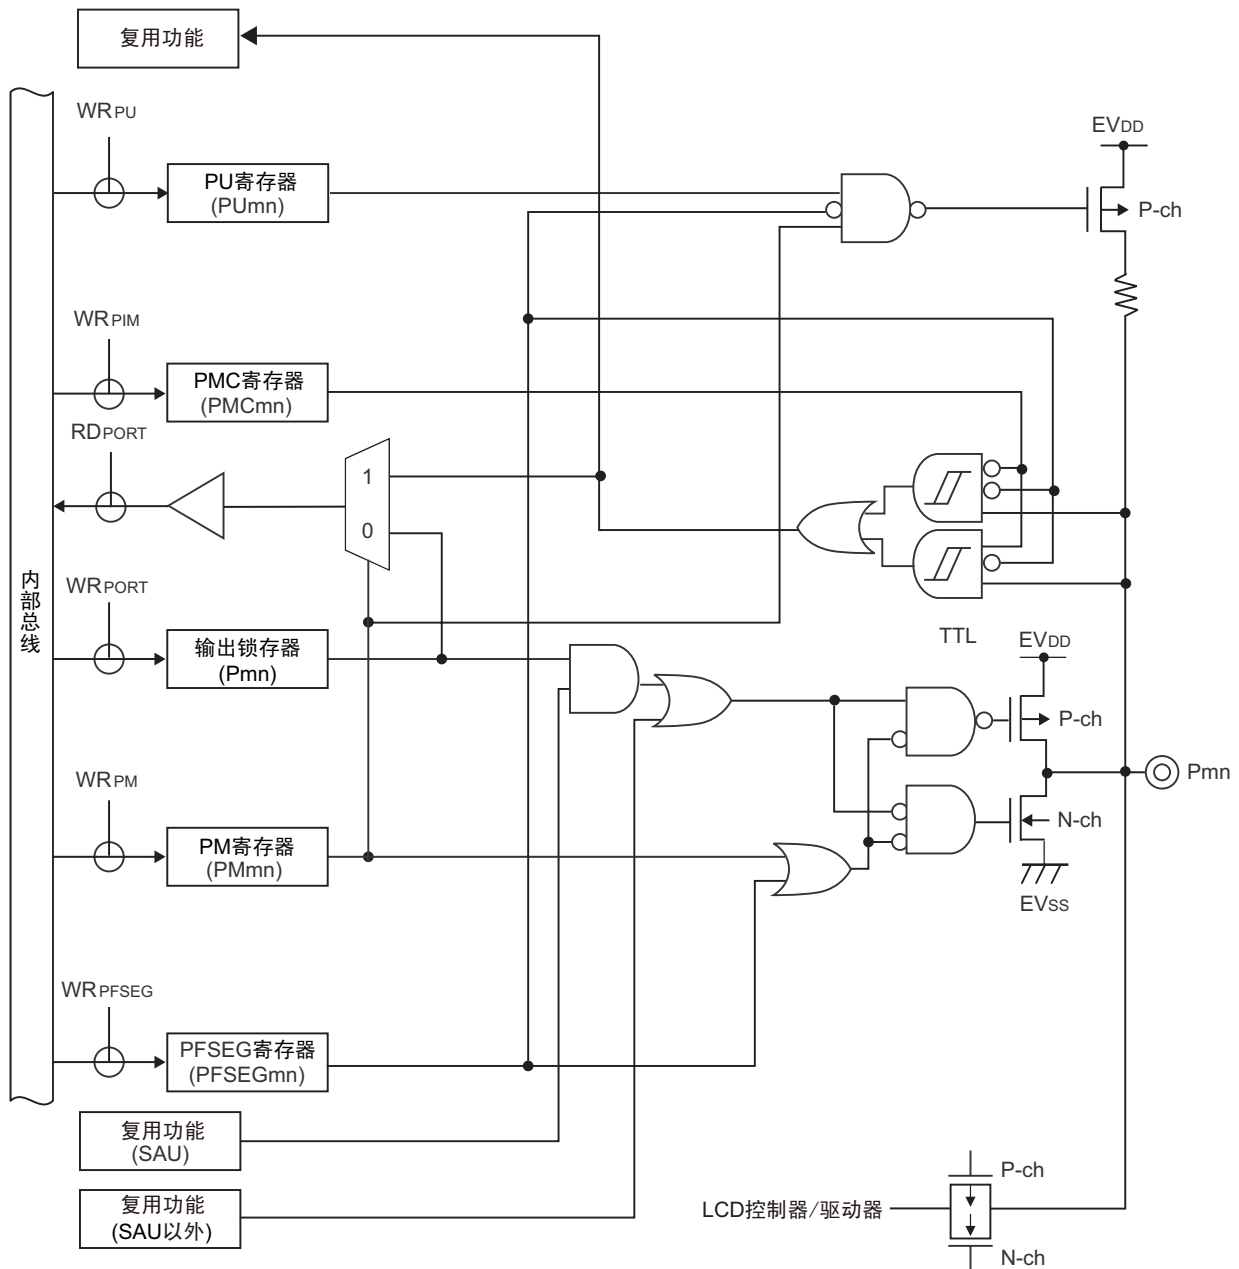 复用功能
WRPU
EVDD
PU寄存器
(PUmn)
P-ch
WRPIM
PMC寄存器
(PMCmn)
RDPORT
1
0
内部总线
WRPORT
输出锁存器
(Pmn)
TTL
EVDD
P-ch
Pmn
WRPM
N-ch
PM寄存器
(PMmn)
EVSS
WRPFSEG
PFSEG寄存器
(PFSEGmn)
复用功能
(SAU)
复用功能
(SAU以外)
P-ch
LCD控制器/驱动器
N-ch